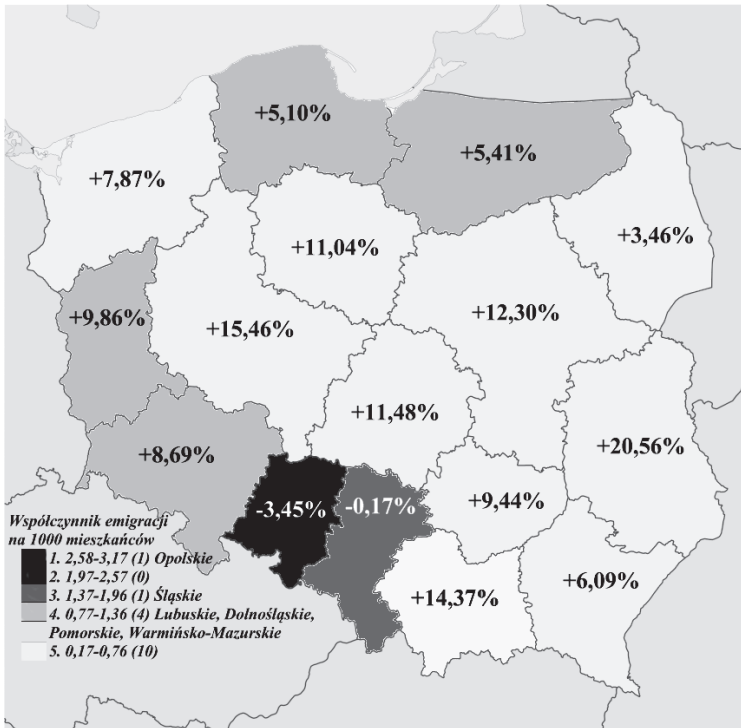 +5,10%
+5,41%
+7,87%
+3,46%
+11,04%
+9,86%
+12,30%
+15,46%
+11,48%
+20,56%
+8,69%
-3,45%
-0,17%
+9,44%
+14,37%
+6,09%
Współczynnik emigracji
na 1000 mieszkańców
1. 2,58-3,17 (1) Opolskie
2. 1,97-2,57 (0)
3. 1,37-1,96 (1) Śląskie
4. 0,77-1,36 (4) Lubuskie, Dolnośląskie,
Pomorskie, Warmińsko-Mazurskie
5. 0,17-0,76 (10)